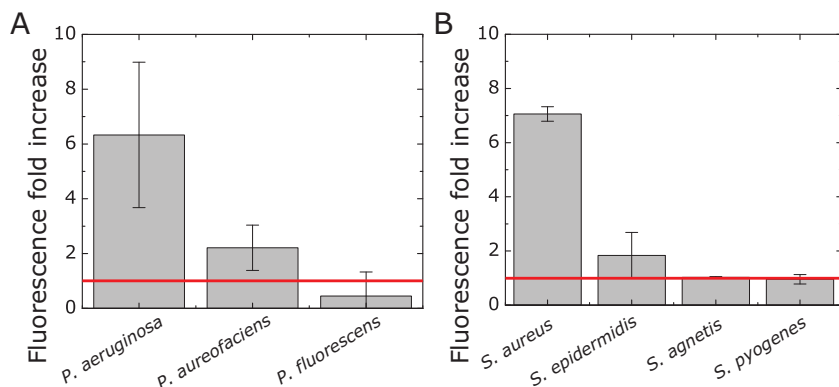 A
Fluorescence fold increase
10
8
6
4
2
0
P. aeruginosa
P. aureofaciens
P. fluorescens
B
Fluorescence fold increase
10
8
6
4
2
0
S. aureus
S. epidermidis
S. agnetis
S. pyogenes